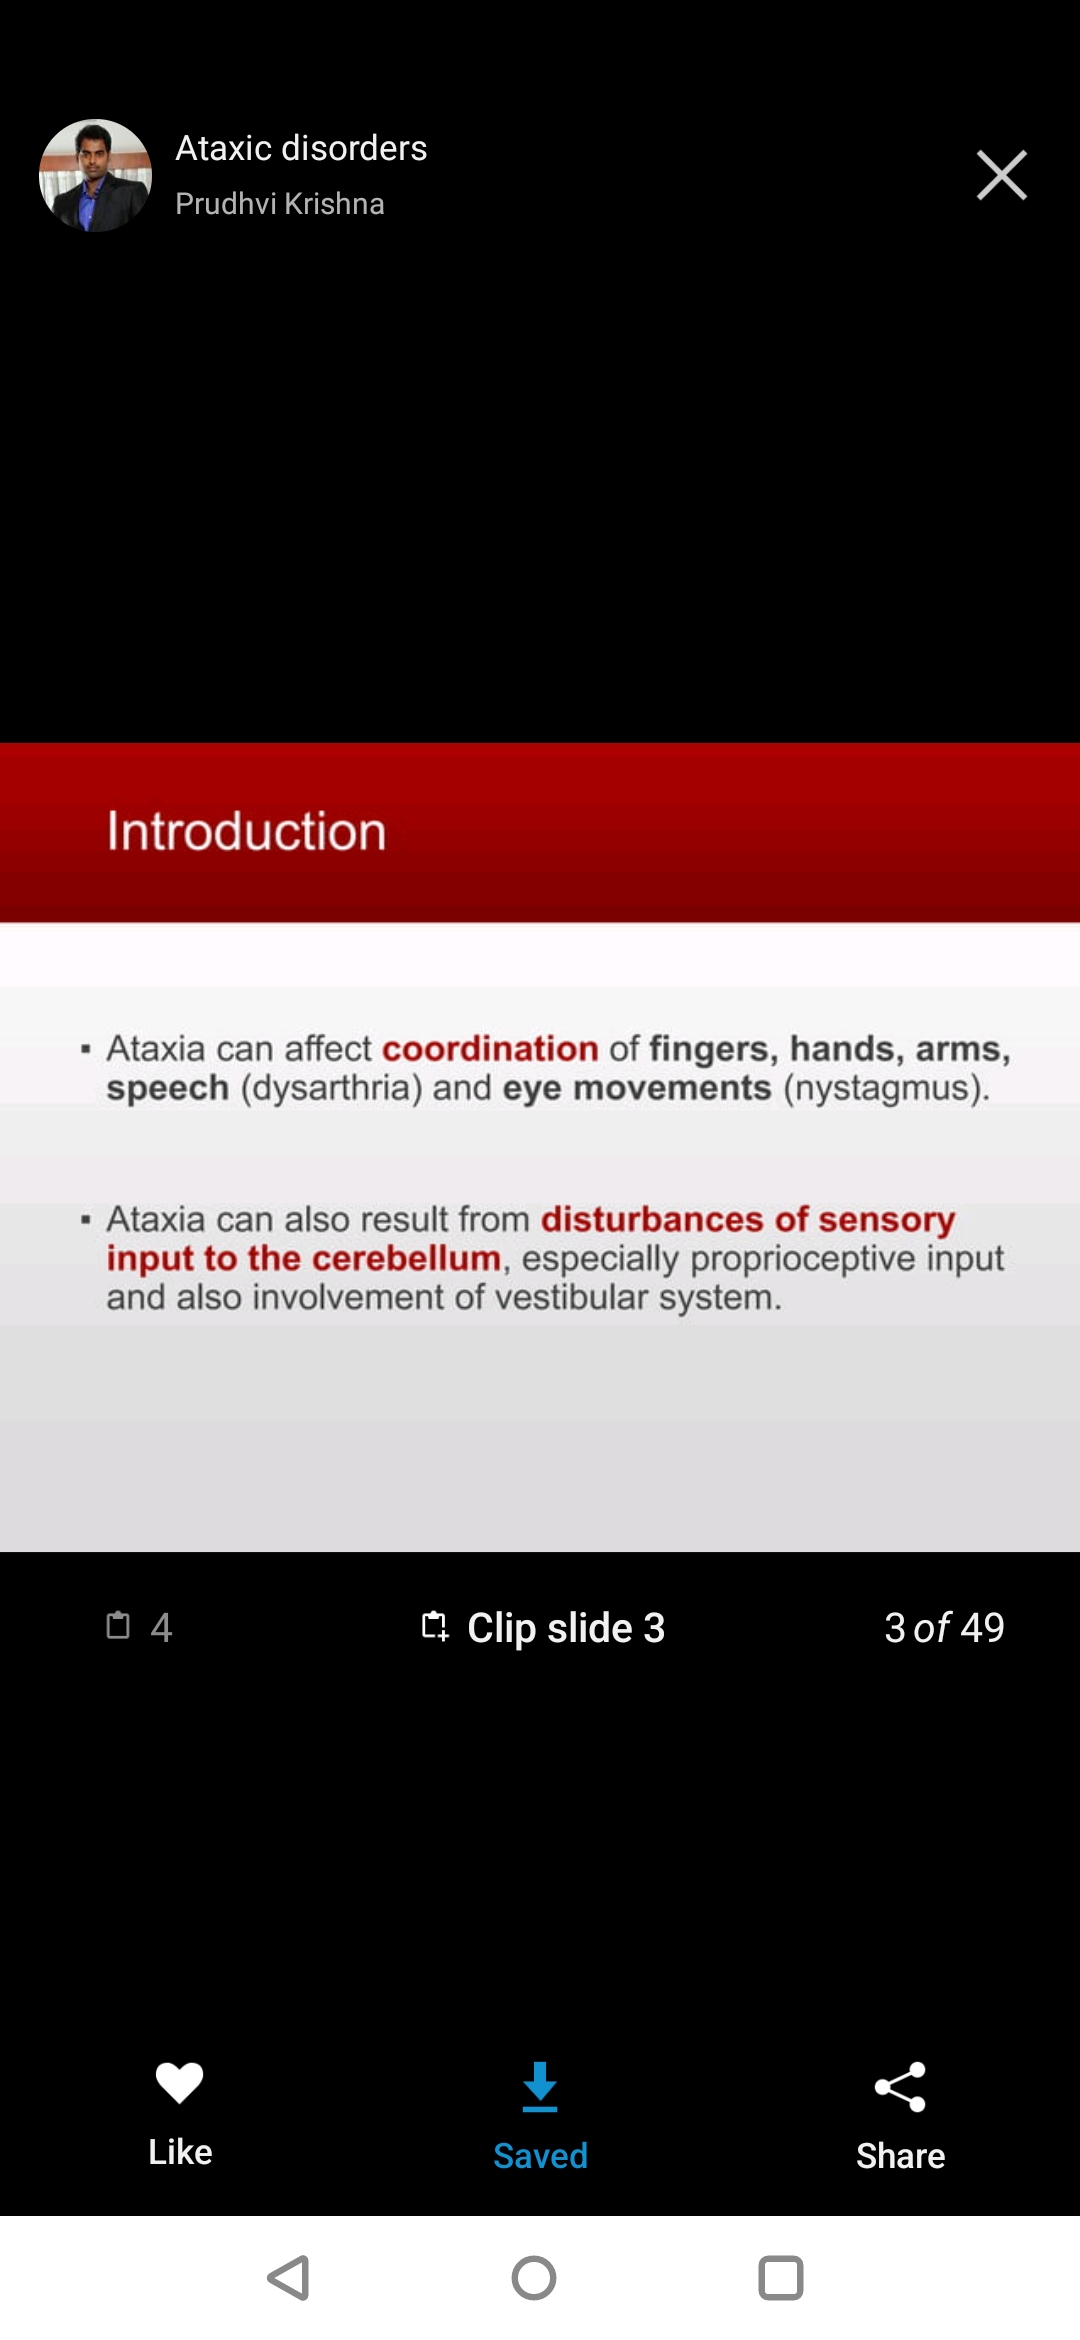 Ataxic disorders
Prudhvi Krishna
Introduction
▪ Ataxia can affect coordination of fingers, hands, arms,
speech (dysarthria) and eye movements (nystagmus).
▪ Ataxia can also result from disturbances of sensory
input to the cerebellum, especially proprioceptive input
and also involvement of vestibular system.
4
Clip slide 3
3 of 49
Like
Saved
Share